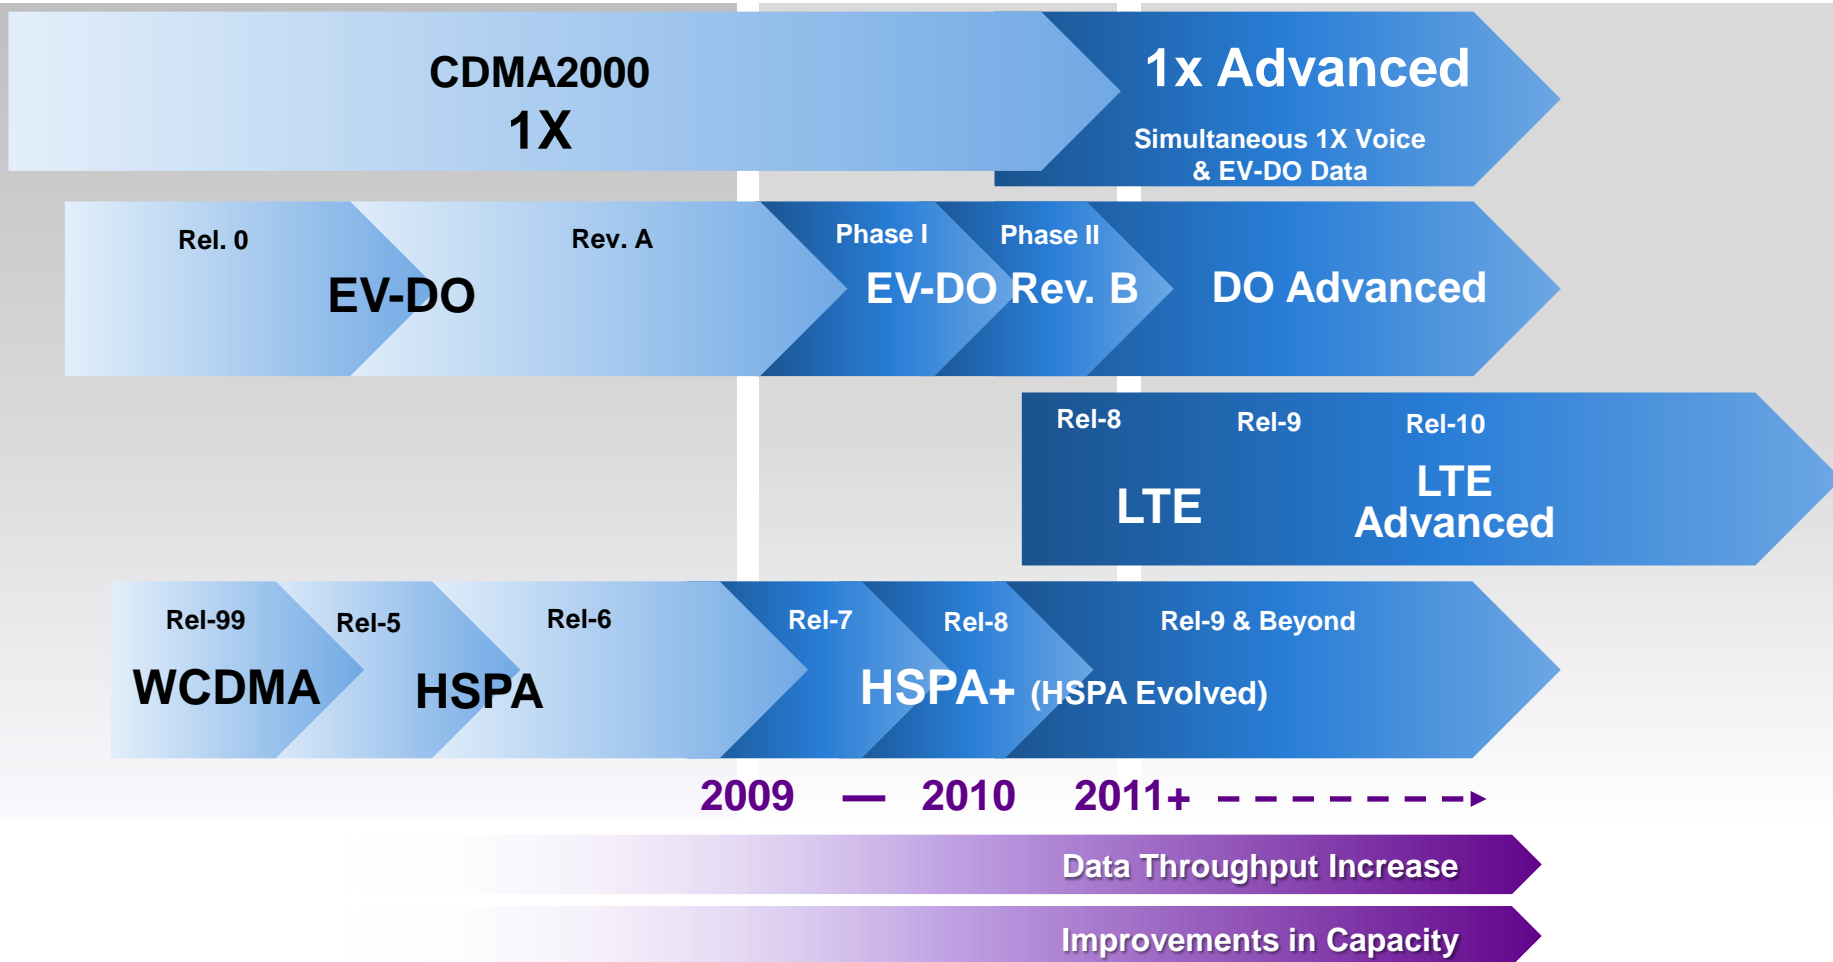 CDMA2000
1X
1x Advanced
Simultaneous 1X Voice
& EV-DO Data
Rel. 0
Rev. A
Phase I
Phase II
EV-DO
EV-DO Rev. B
DO Advanced
Rel-8
Rel-9
Rel-10
LTE
LTE
Advanced
Rel-99
Rel-5
Rel-6
Rel-7
Rel-8
Rel-9 & Beyond
WCDMA
HSPA
HSPA+ (HSPA Evolved)
2009 — 2010 2011+
Data Throughput Increase
Improvements in Capacity